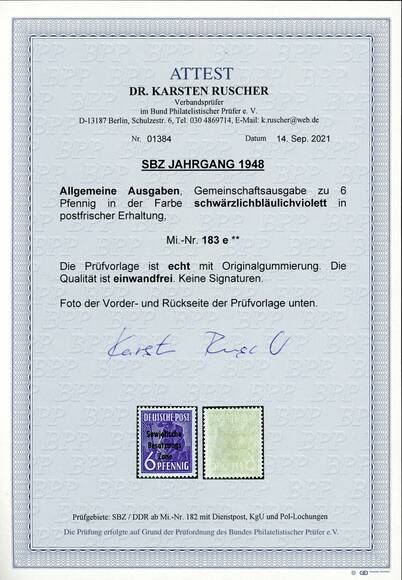 ATTEST
DR. KARSTEN RUSCHER
Verbandsprüfer
im Bund Philatelistischer Prüfer e. V.
D-13187 Berlin, Schulzestr. 6, Tel. 030 4869714, E-Mail: k.ruscher@web.de
Nr. 01384 Datum 14. Sep. 2021
SBZ JAHRGANG 1948
Allgemeine Ausgaben, Gemeinschaftsausgabe zu 6
Pfennig in der Farbe schwärzlichbläulichviolett in
postfrischer Erhaltung,
Mi.-Nr. 183 e **
Die Prüfvorlage ist echt mit Originalgummierung. Die
Qualität ist einwandfrei. Keine Signaturen.
Foto der Vorder- und Rückseite der Prüfvorlage unten.
DEUTSCHE POST
Sowjetische
Besatzungs
Zone
6 PFENNIG
Prüfgebiete: SBZ / DDR ab Mi.-Nr. 182 mit Dienstpost, KgU und Pol-Lochungen
Die Prüfung erfolgte auf Grund der Prüfordnung des Bundes Philatelistischer Prüfer e.V.